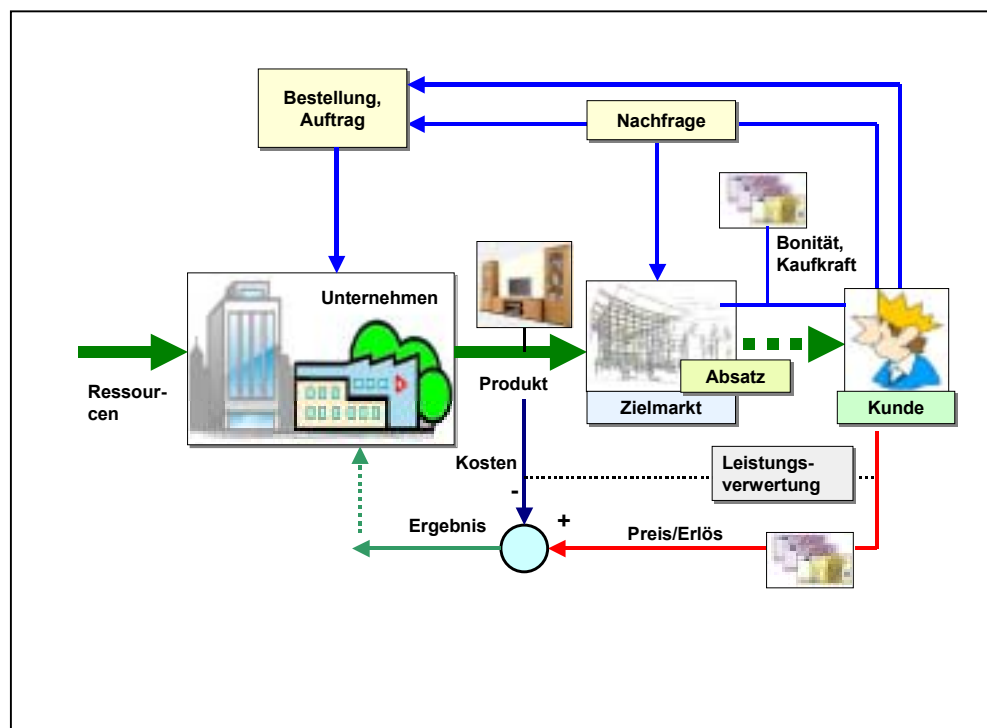 Bestellung,
Auftrag
Nachfrage
Bonität,
Kaufkraft
Unternehmen
Ressour-
cen
Produkt
Absatz
Zielmarkt
Kunde
Kosten
Leistungs-
verwertung
-
+
Ergebnis
Preis/Erlös